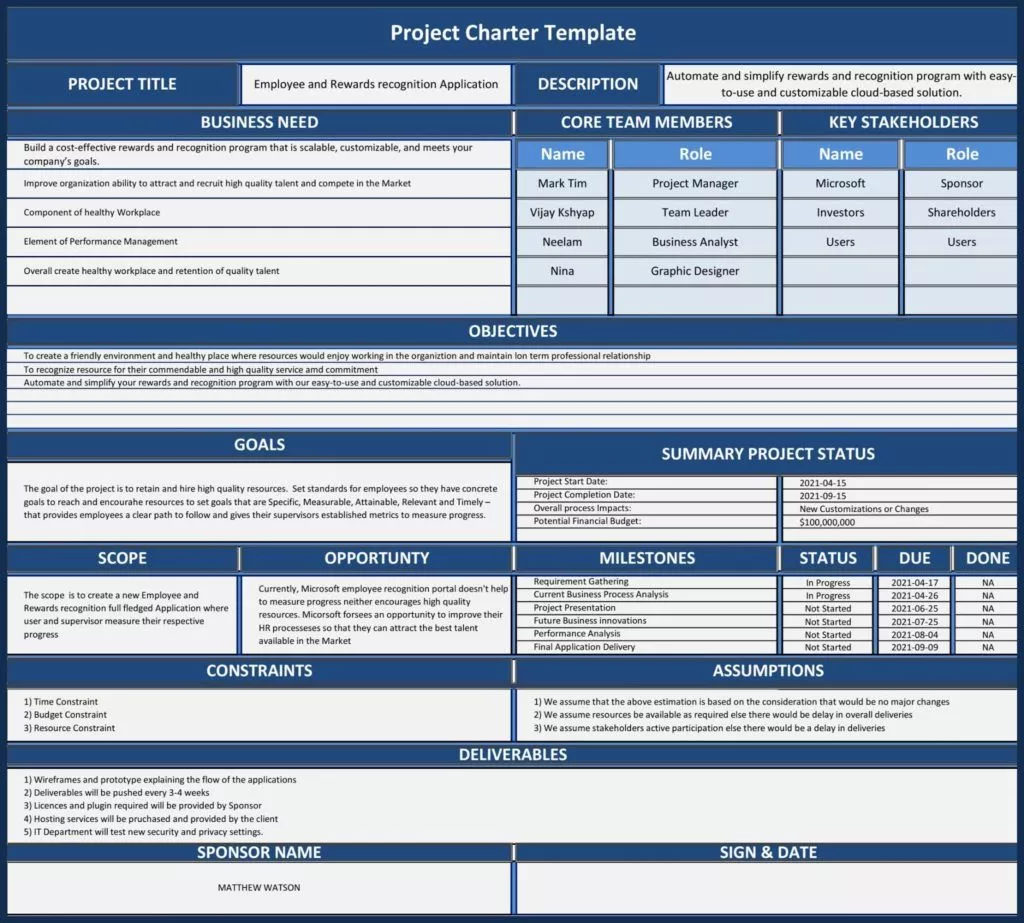 Project Charter Template
PROJECT TITLE
Employee and Rewards recognition Application
DESCRIPTION
Automate and simplify rewards and recognition program with easy-
to-use and customizable cloud-based solution.
BUSINESS NEED
Build a cost-effective rewards and recognition program that is scalable, customizable, and meets your
company's goals.
Improve organization ability to attract and recruit high quality talent and compete in the Market
Component of healthy Workplace
Element of Performance Management
Overall create healthy workplace and retention of quality talent
CORE TEAM MEMBERS
Name Role
Mark Tim Project Manager
Vijay Kshyap Team Leader
Neelam Business Analyst
Nina Graphic Designer
KEY STAKEHOLDERS
Name Role
Microsoft Sponsor
Investors Shareholders
Users Users
OBJECTIVES
To create a friendly environment and healthy place where resources would enjoy working in the organiztion and maintain lon term professional relationship
To recognize resource for their commendable and high quality service amd commitment
Automate and simplify your rewards and recognition program with our easy-to-use and customizable cloud-based solution.
GOALS
The goal of the project is to retain and hire high quality resources. Set standards for employees so they have concrete
goals to reach and encourahe resources to set goals that are Specific, Measurable, Attainable, Relevant and Timely –
that provides employees a clear path to follow and gives their supervisors established metrics to measure progress.
SUMMARY PROJECT STATUS
Project Start Date: 2021-04-15
Project Completion Date: 2021-09-15
Overall process Impacts: New Customizations or Changes
Potential Financial Budget: $100,000,000
SCOPE
The scope is to create a new Employee and
Rewards recognition full fledged Application where
user and supervisor measure their respective
progress
OPPORTUNTY
Currently, Microsoft employee recognition portal doesn't help
to measure progress neither encourages high quality
resources. Micorsoft forsees an opportunity to improve their
HR processeses so that they can attract the best talent
available in the Market
MILESTONES STATUS DUE DONE
Requirement Gathering In Progress 2021-04-17 NA
Current Business Process Analysis In Progress 2021-04-26 NA
Project Presentation Not Started 2021-06-25 NA
Future Business innovations Not Started 2021-07-25 NA
Performance Analysis Not Started 2021-08-04 NA
Final Application Delivery Not Started 2021-09-09 NA
CONSTRAINTS
1) Time Constraint
2) Budget Constraint
3) Resource Constraint
ASSUMPTIONS
1) We assume that the above estimation is based on the consideration that would be no major changes
2) We assume resources be available as required else there would be delay in overall deliveries
3) We assume stakeholders active participation else there would be a delay in deliveries
DELIVERABLES
1) Wireframes and prototype explaining the flow of the applications
2) Deliverables will be pushed every 3-4 weeks
3) Licences and plugin required will be provided by Sponsor
4) Hosting services will be pruchased and provided by the client
5) IT Department will test new security and privacy settings.
SPONSOR NAME
MATTHEW WATSON
SIGN & DATE